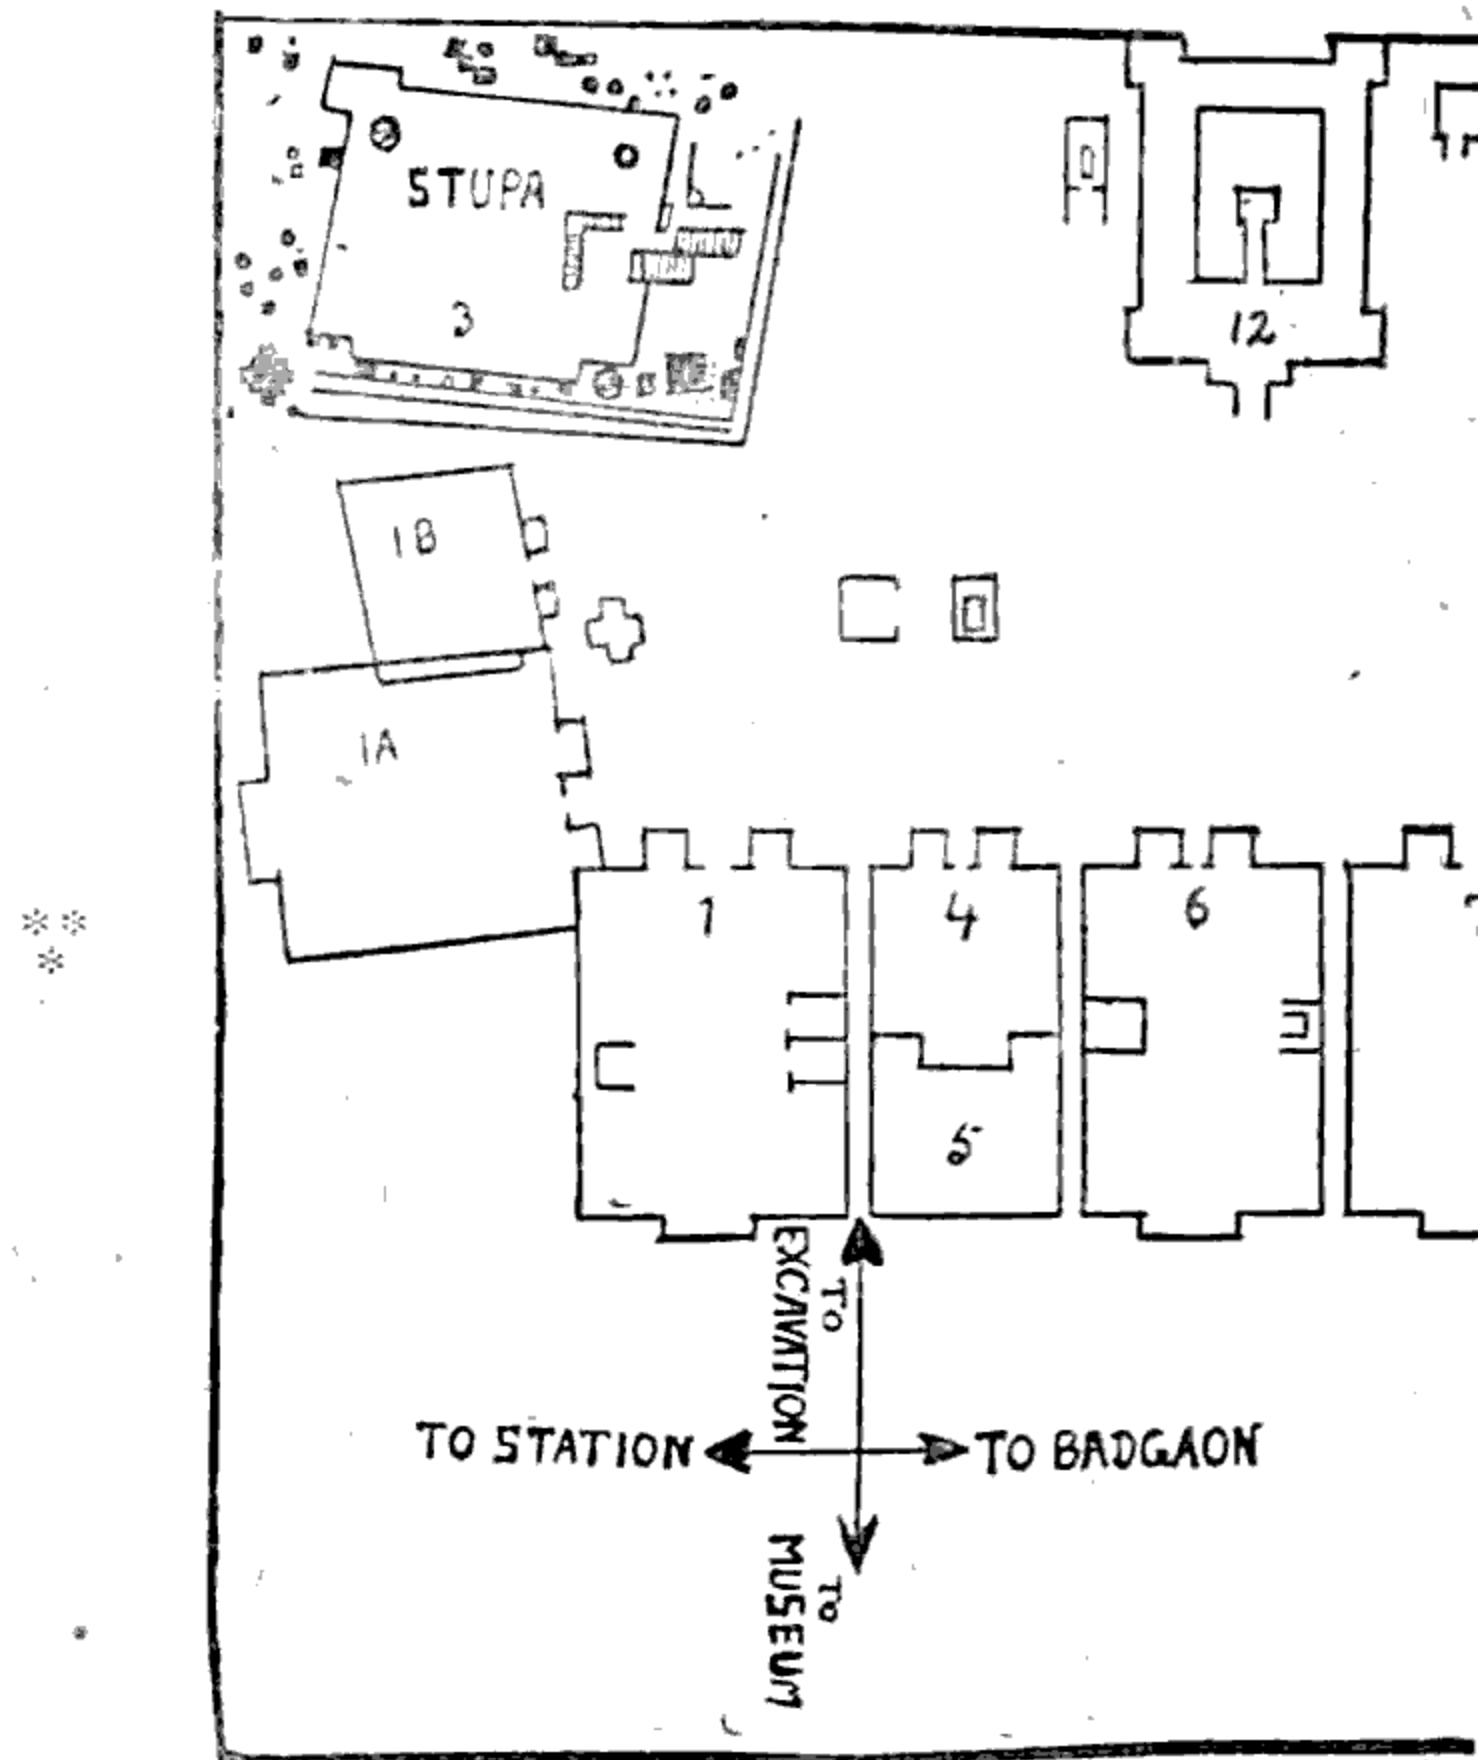 STUPA
3
12
1B
1A
1
4
6
5
TO
EXCAVATION
TO STATION
TO BADGAON
TO
MUSEUM